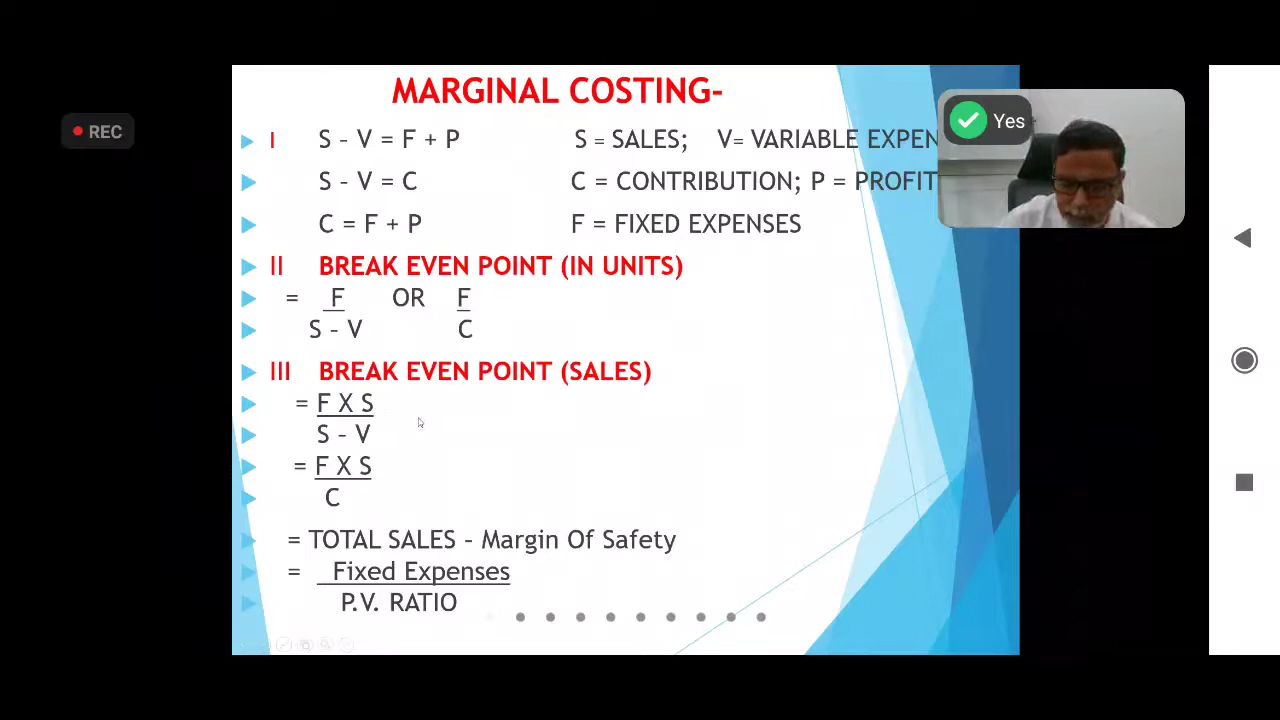 MARGINAL COSTING-
REC
Yes
I S – V = F + P S = SALES; V= VARIABLE EXPEN
S – V = C C = CONTRIBUTION; P = PROFIT
C = F + P F = FIXED EXPENSES
II BREAK EVEN POINT (IN UNITS)
= F OR F
S – V C
III BREAK EVEN POINT (SALES)
= F X S
S – V
= F X S
C
= TOTAL SALES – Margin Of Safety
= Fixed Expenses
P.V. RATIO